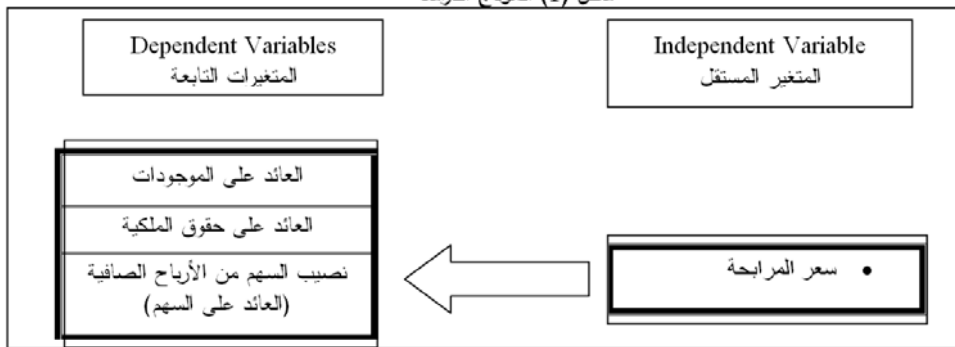 Independent Variable
المتغير المستقل
Dependent Variables
المتغيرات التابعة
• سعر المرابحة
العائد على الموجودات
العائد على حقوق الملكية
نصيب السهم من الأرباح الصافية
(العائد على السهم)